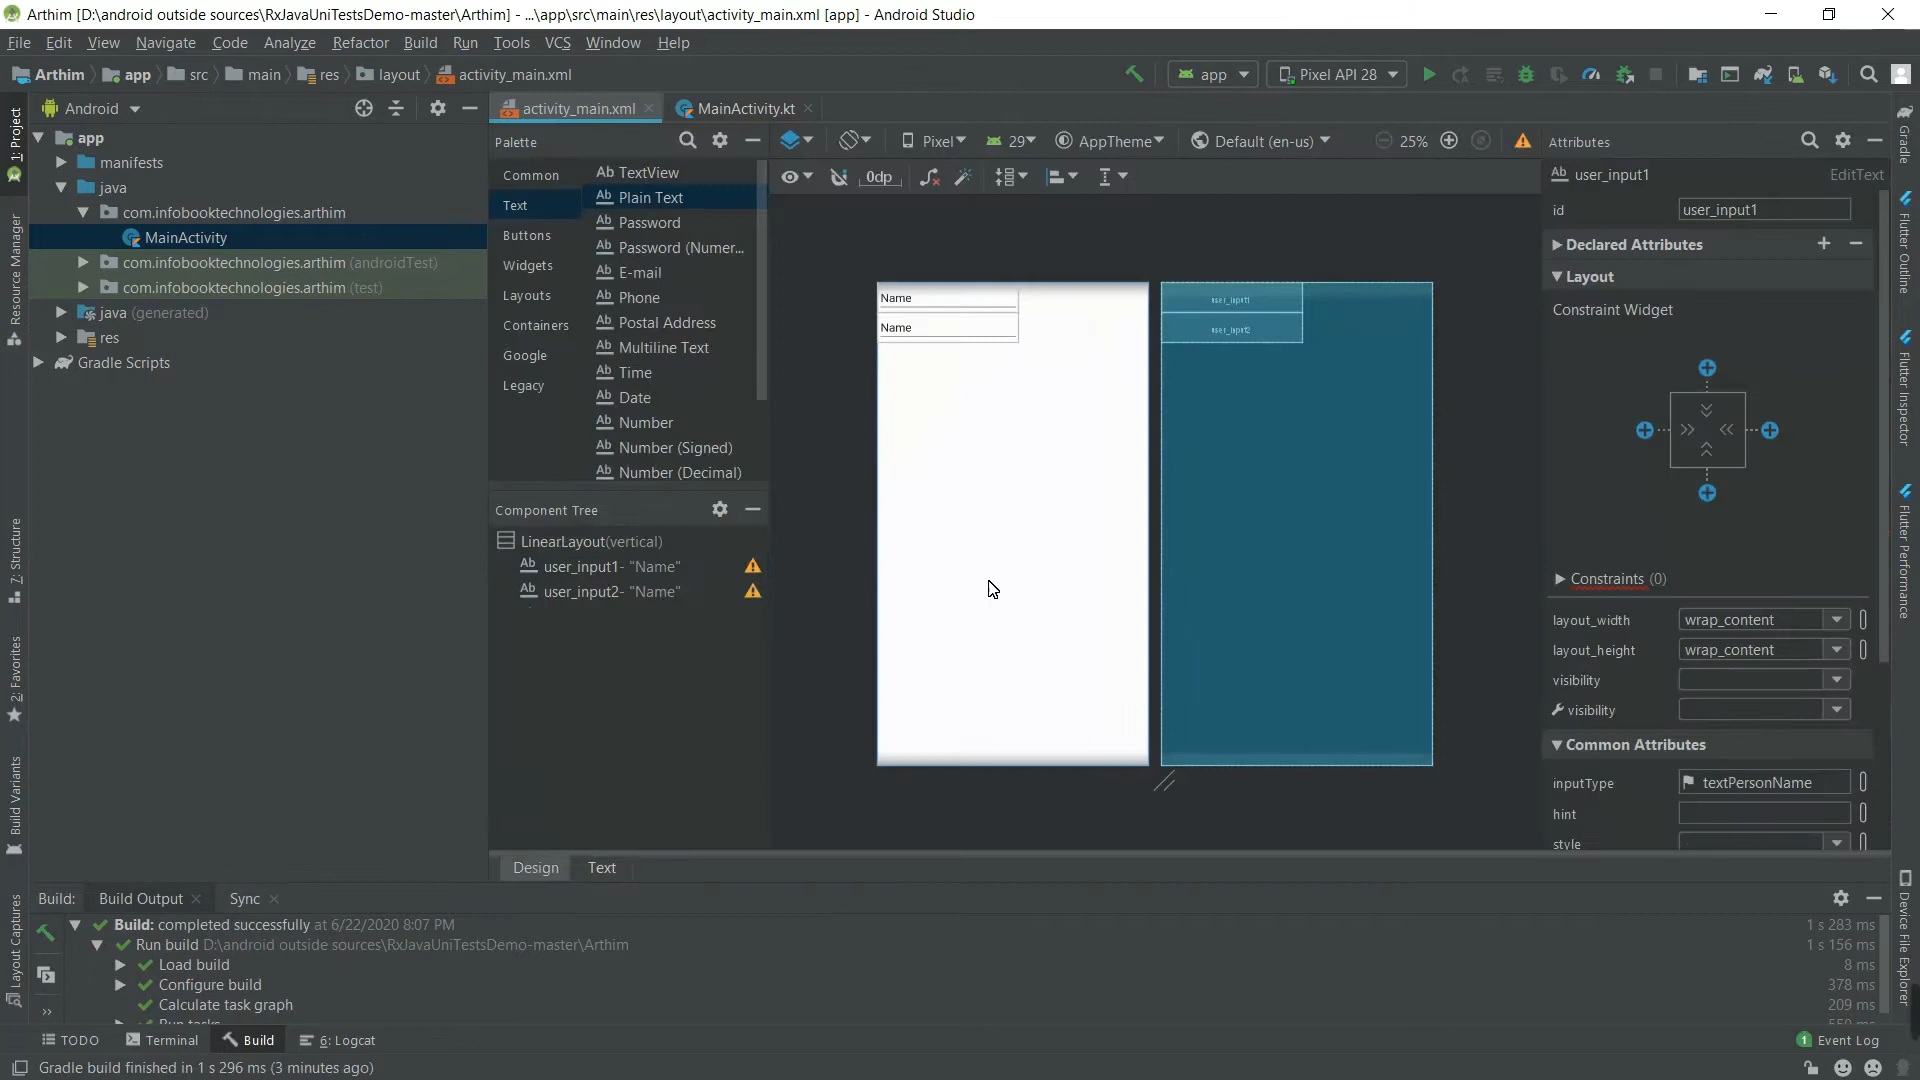 Arthim [D:\android outside sources\RxJavaUniTestsDemo-master\Arthim] - ...\app\src\main\res\layout\activity_main.xml [app] - Android Studio
File Edit View Navigate Code Analyze Refactor Build Run Tools VCS Window Help
Arthim app src main res layout activity_main.xml
app Pixel API 28
Android
activity_main.xml MainActivity.kt
1: Project
Resource Manager
7: Structure
2: Favorites
Build Variants
Layout Captures
app
manifests
java
com.infobooktechnologies.arthim
MainActivity
com.infobooktechnologies.arthim (androidTest)
com.infobooktechnologies.arthim (test)
java (generated)
res
Gradle Scripts
Palette
Common
Text
Buttons
Widgets
Layouts
Containers
Google
Legacy
Ab TextView
Ab Plain Text
Ab Password
Ab Password (Numer...
Ab E-mail
Ab Phone
Ab Postal Address
Ab Multiline Text
Ab Time
Ab Date
Ab Number
Ab Number (Signed)
Ab Number (Decimal)
Component Tree
LinearLayout(vertical)
Ab user_input1- "Name"
Ab user_input2- "Name"
Pixel 29 AppTheme Default (en-us) 25%
0dp
Name
Name
user_input1
user_input2
Design Text
Attributes
Ab user_input1 EditText
id user_input1
Declared Attributes
Layout
Constraint Widget
Constraints (0)
layout_width wrap_content
layout_height wrap_content
visibility
visibility
Common Attributes
inputType textPersonName
hint
style
Gradle
Flutter Outline
Flutter Inspector
Flutter Performance
Device File Explorer
Build: Build Output Sync
Build: completed successfully at 6/22/2020 8:07 PM 1 s 283 ms
Run build D:\android outside sources\RxJavaUniTestsDemo-master\Arthim 1 s 156 ms
Load build 8 ms
Configure build 378 ms
Calculate task graph 209 ms
Run tasks 559 ms
TODO Terminal Build 6: Logcat 1 Event Log
Gradle build finished in 1 s 296 ms (3 minutes ago)